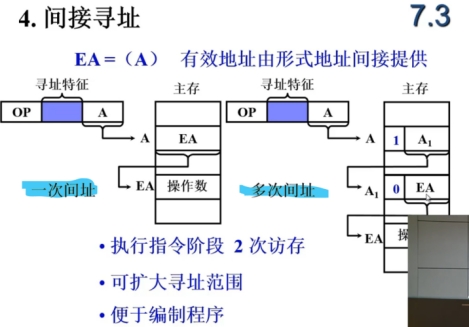 4. 间接寻址
7.3
EA =（A） 有效地址由形式地址间接提供
寻址特征
主存
寻址特征
主存
OP A
OP A
A EA
A 1 A₁
一次间址
EA 操作数
多次间址
A₁ 0 EA
EA 操
• 执行指令阶段 2 次访存
• 可扩大寻址范围
• 便于编制程序